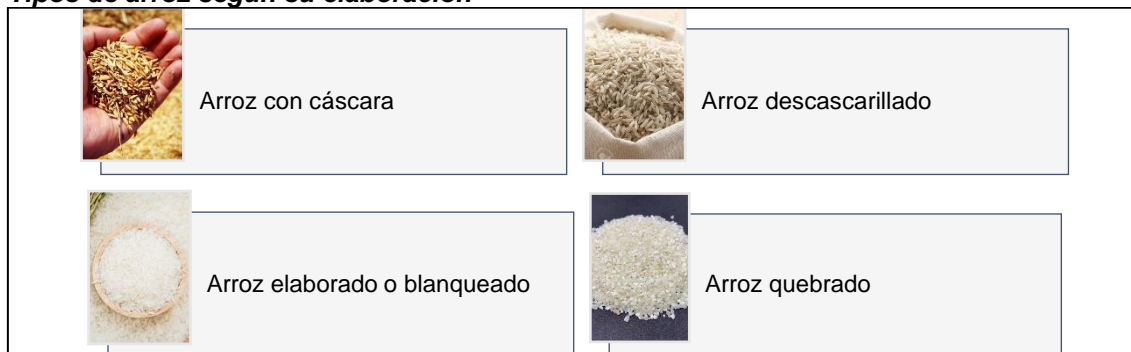 Tipos de arroz según su elaboración
Arroz con cáscara
Arroz descascarillado
Arroz elaborado o blanqueado
Arroz quebrado